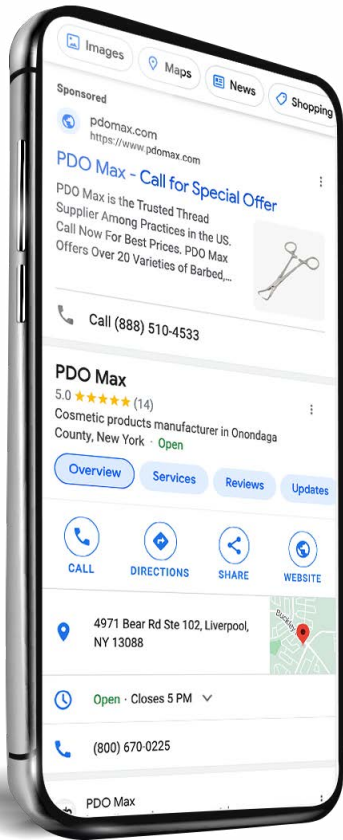 Images
Maps
News
Shopping
Sponsored
pdomax.com
https://www.pdomax.com
PDO Max - Call for Special Offer
PDO Max is the Trusted Thread
Supplier Among Practices in the US.
Call Now For Best Prices. PDO Max
Offers Over 20 Varieties of Barbed,...
Call (888) 510-4533
PDO Max
5.0 ★★★★★ (14)
Cosmetic products manufacturer in Onondaga
County, New York · Open
Overview
Services
Reviews
Updates
CALL
DIRECTIONS
SHARE
WEBSITE
4971 Bear Rd Ste 102, Liverpool,
NY 13088
Buckley
Open · Closes 5 PM
(800) 670-0225
PDO Max